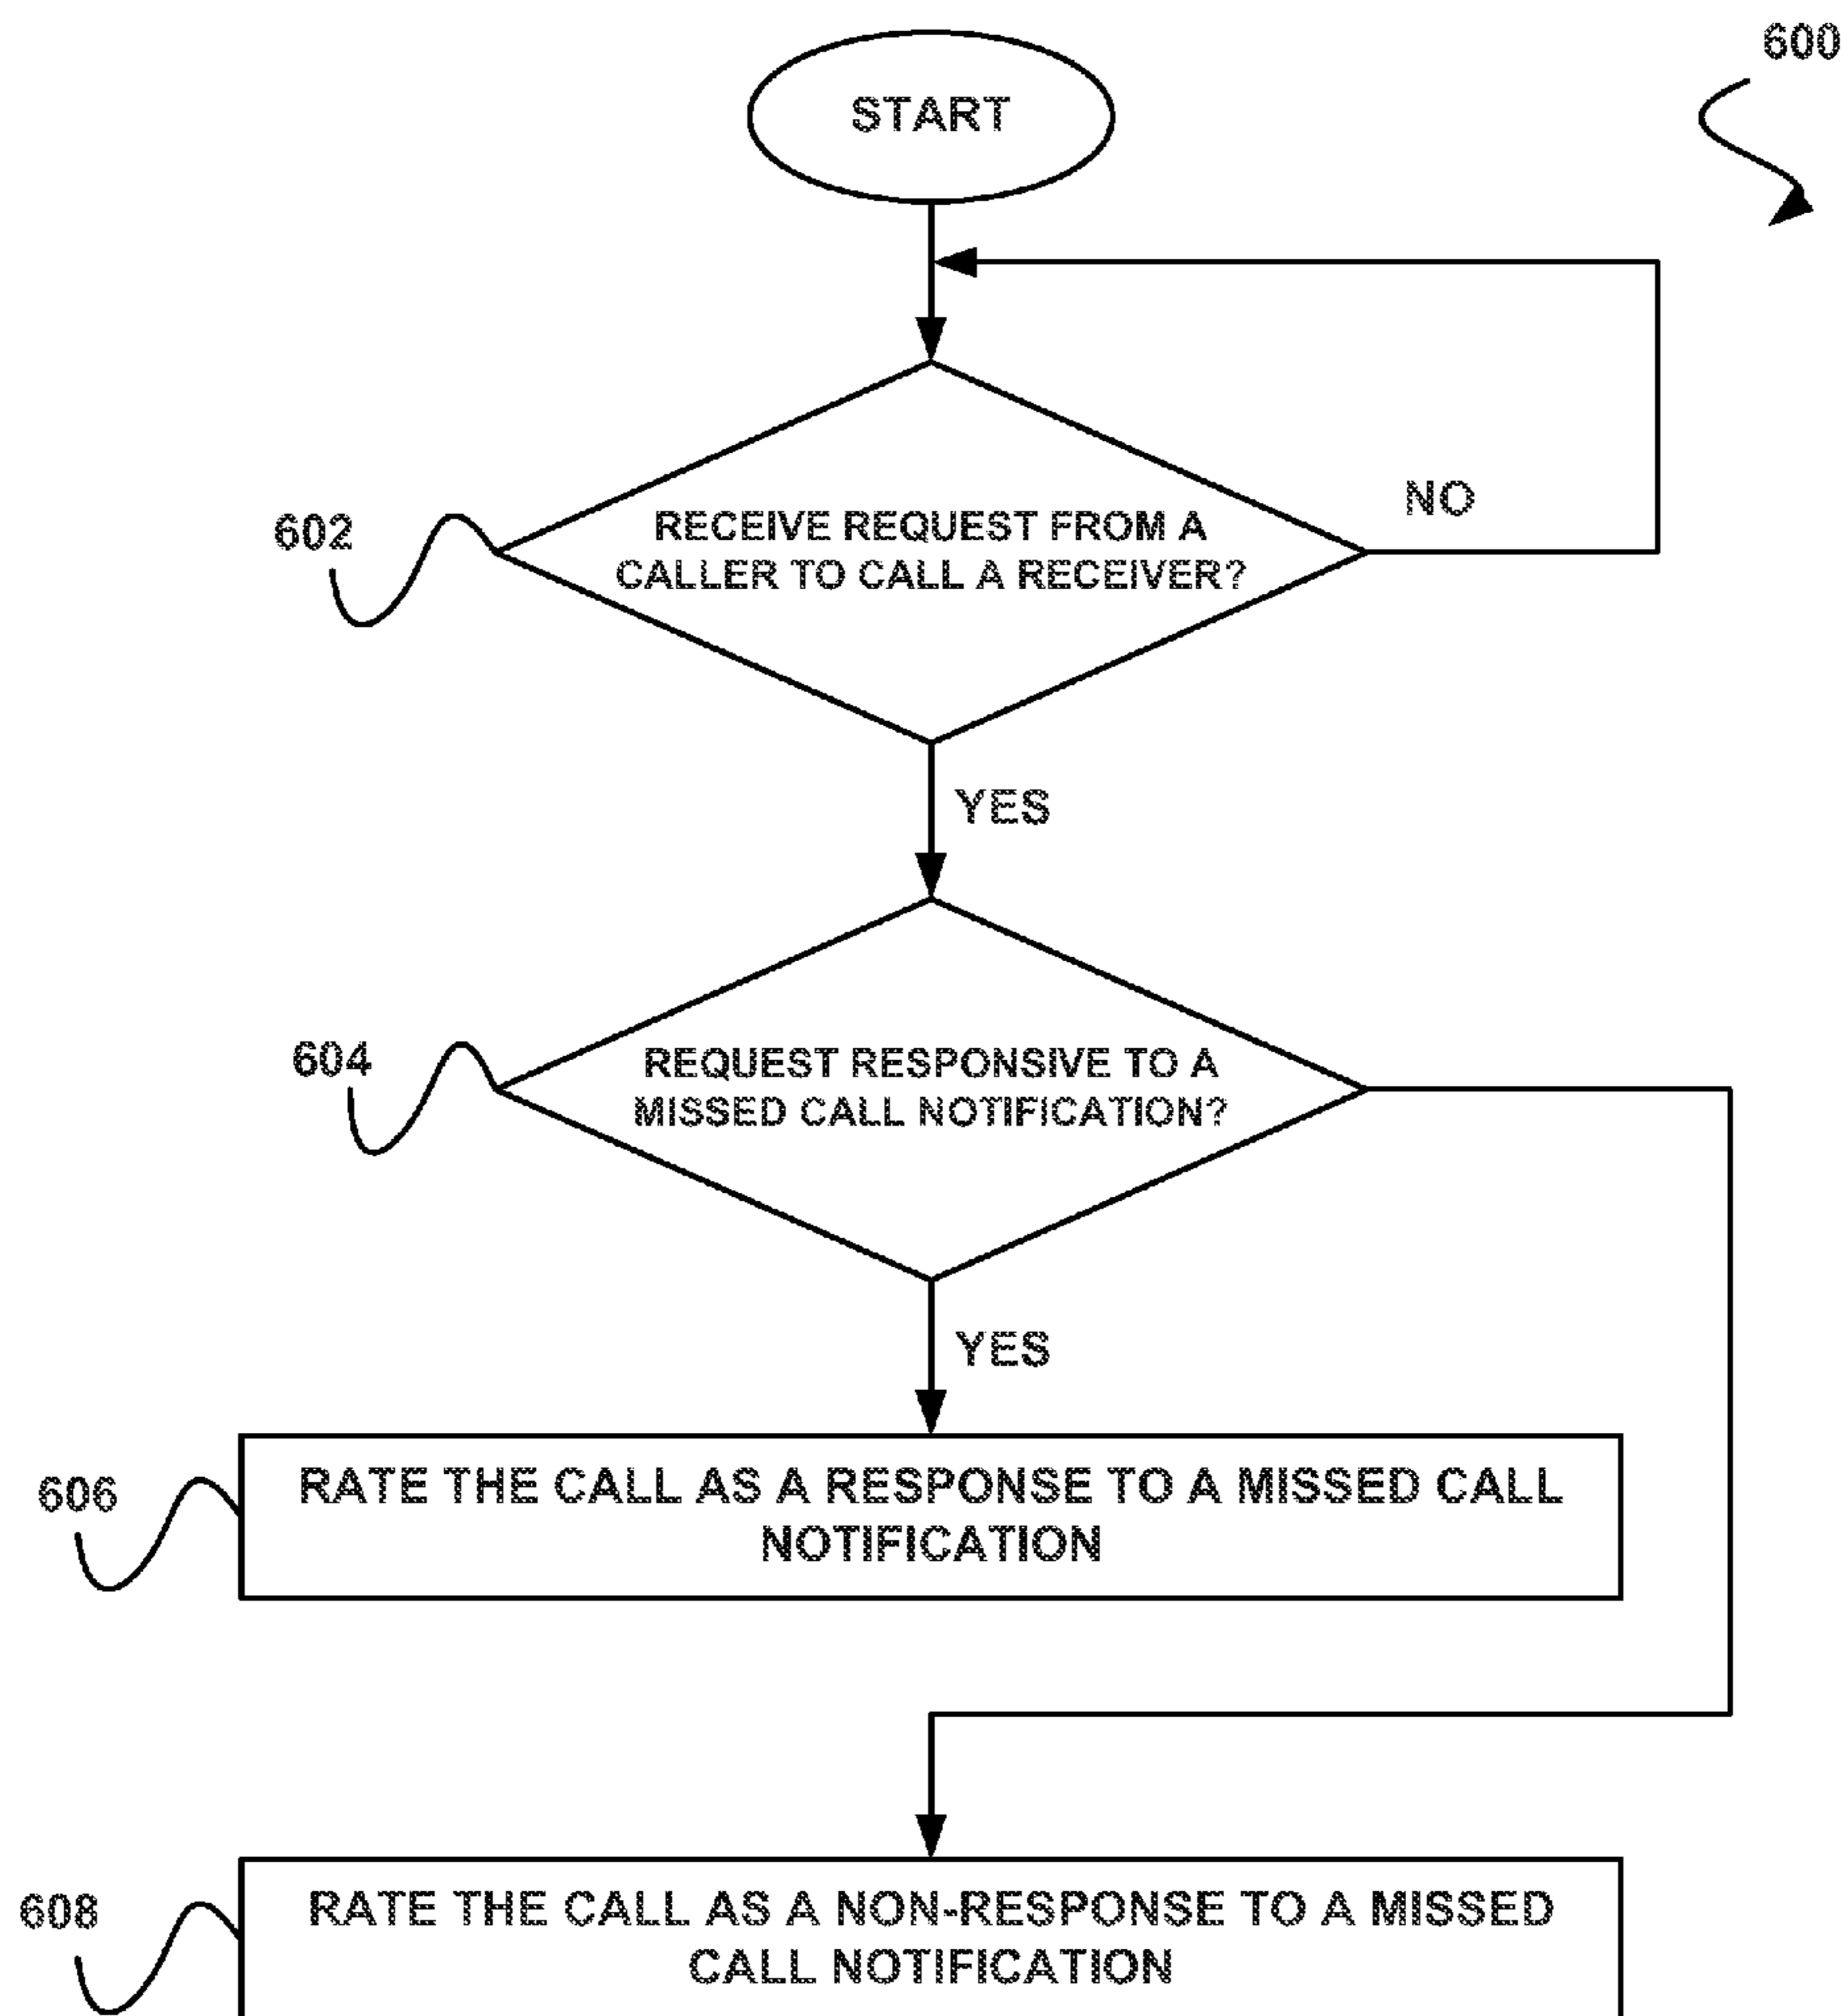 600
START
602
RECEIVE REQUEST FROM A
CALLER TO CALL A RECEIVER?
NO
YES
604
REQUEST RESPONSIVE TO A
MISSED CALL NOTIFICATION?
YES
606
RATE THE CALL AS A RESPONSE TO A MISSED CALL
NOTIFICATION
608
RATE THE CALL AS A NON-RESPONSE TO A MISSED
CALL NOTIFICATION